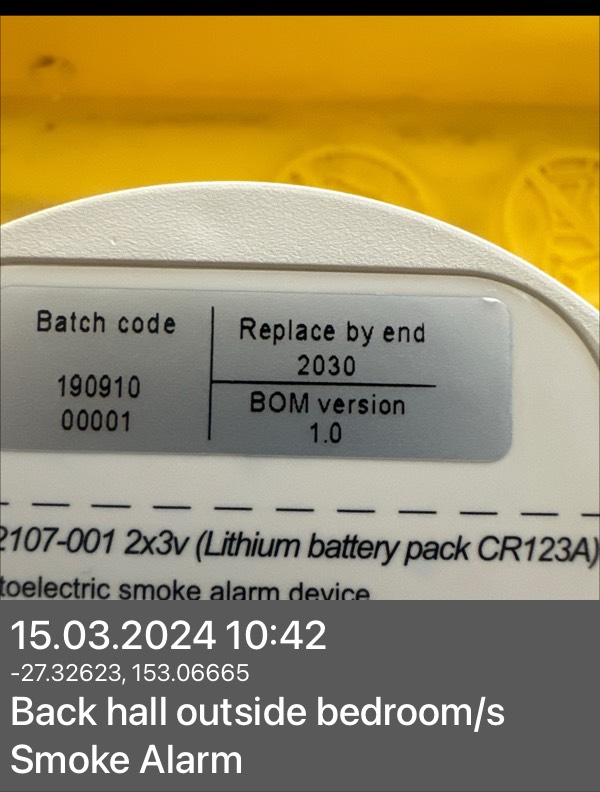 Batch code
190910
00001
Replace by end
2030
BOM version
1.0
2107-001 2x3v (Lithium battery pack CR123A)
toelectric smoke alarm device
15.03.2024 10:42
-27.32623, 153.06665
Back hall outside bedroom/s
Smoke Alarm